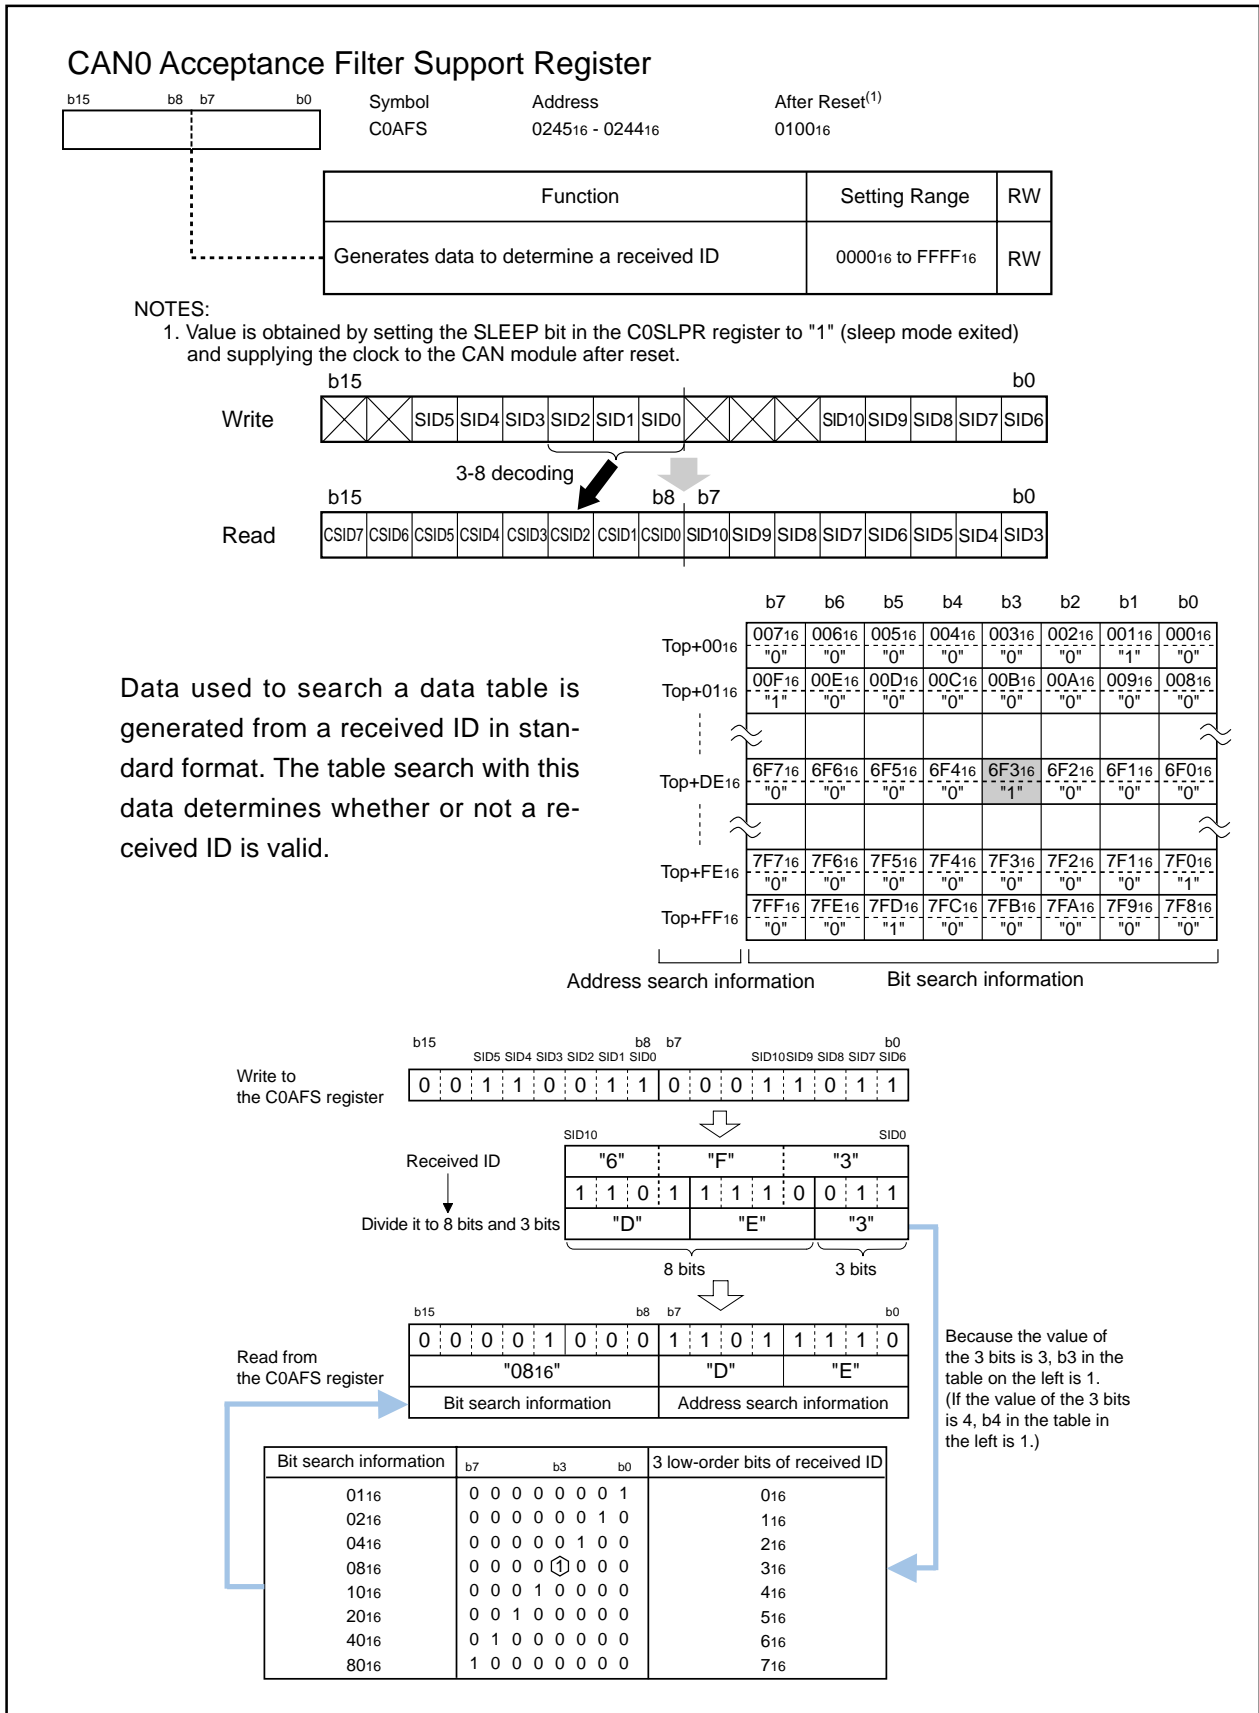 CAN0 Acceptance Filter Support Register
b15 b8 b7 b0 Symbol Address After Reset(1)
C0AFS 024516 - 024416 010016
Function Setting Range RW
Generates data to determine a received ID 000016 to FFFF16 RW
NOTES:
1. Value is obtained by setting the SLEEP bit in the C0SLPR register to "1" (sleep mode exited)
and supplying the clock to the CAN module after reset.
b15 b0
Write SID5 SID4 SID3 SID2 SID1 SID0 SID10 SID9 SID8 SID7 SID6
3-8 decoding
b15 b8 b7 b0
Read CSID7 CSID6 CSID5 CSID4 CSID3 CSID2 CSID1 CSID0 SID10 SID9 SID8 SID7 SID6 SID5 SID4 SID3
b7 b6 b5 b4 b3 b2 b1 b0
Top+0016 00716 00616 00516 00416 00316 00216 00116 00016
"0" "0" "0" "0" "0" "0" "1" "0"
Top+0116 00F16 00E16 00D16 00C16 00B16 00A16 00916 00816
"1" "0" "0" "0" "0" "0" "0" "0"
Top+DE16 6F716 6F616 6F516 6F416 6F316 6F216 6F116 6F016
"0" "0" "0" "0" "1" "0" "0" "0"
Top+FE16 7F716 7F616 7F516 7F416 7F316 7F216 7F116 7F016
"0" "0" "0" "0" "0" "0" "0" "1"
Top+FF16 7FF16 7FE16 7FD16 7FC16 7FB16 7FA16 7F916 7F816
"0" "0" "1" "0" "0" "0" "0" "0"
Address search information Bit search information
Data used to search a data table is
generated from a received ID in stan-
dard format. The table search with this
data determines whether or not a re-
ceived ID is valid.
b15 b8 b7 b0
SID5 SID4 SID3 SID2 SID1 SID0 SID10 SID9 SID8 SID7 SID6
Write to
the C0AFS register
0 0 1 1 0 0 1 1 0 0 0 1 1 0 1 1
SID10 SID0
Received ID "6" "F" "3"
1 1 0 1 1 1 1 0 0 1 1
Divide it to 8 bits and 3 bits "D" "E" "3"
8 bits 3 bits
b15 b8 b7 b0
0 0 0 0 1 0 0 0 1 1 0 1 1 1 1 0
Read from
the C0AFS register
"0816" "D" "E"
Bit search information Address search information
Because the value of
the 3 bits is 3, b3 in the
table on the left is 1.
(If the value of the 3 bits
is 4, b4 in the table in
the left is 1.)
Bit search information b7 b3 b0 3 low-order bits of received ID
0116 0 0 0 0 0 0 0 1 016
0216 0 0 0 0 0 0 1 0 116
0416 0 0 0 0 0 1 0 0 216
0816 0 0 0 0 1 0 0 0 316
1016 0 0 0 1 0 0 0 0 416
2016 0 0 1 0 0 0 0 0 516
4016 0 1 0 0 0 0 0 0 616
8016 1 0 0 0 0 0 0 0 716